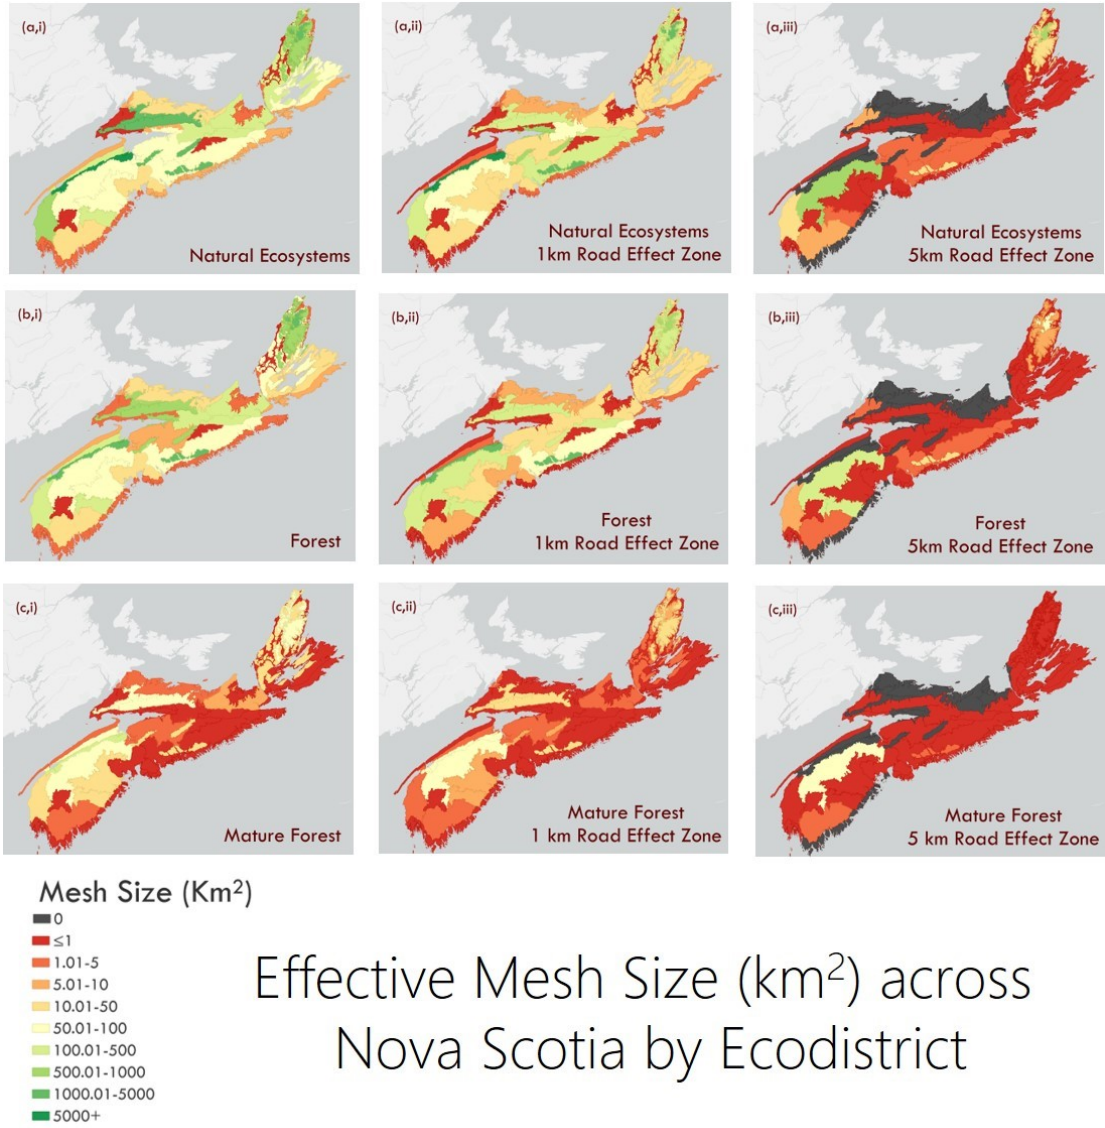 (a,i)
Natural Ecosystems
(a,ii)
Natural Ecosystems
1km Road Effect Zone
(a,iii)
Natural Ecosystems
5km Road Effect Zone
(b,i)
Forest
(b,ii)
Forest
1km Road Effect Zone
(b,iii)
Forest
5km Road Effect Zone
(c,i)
Mature Forest
(c,ii)
Mature Forest
1 km Road Effect Zone
(c,iii)
Mature Forest
5 km Road Effect Zone
Mesh Size (Km²)
0
≤1
1.01-5
5.01-10
10.01-50
50.01-100
100.01-500
500.01-1000
1000.01-5000
5000+
Effective Mesh Size (km²) across
Nova Scotia by Ecodistrict